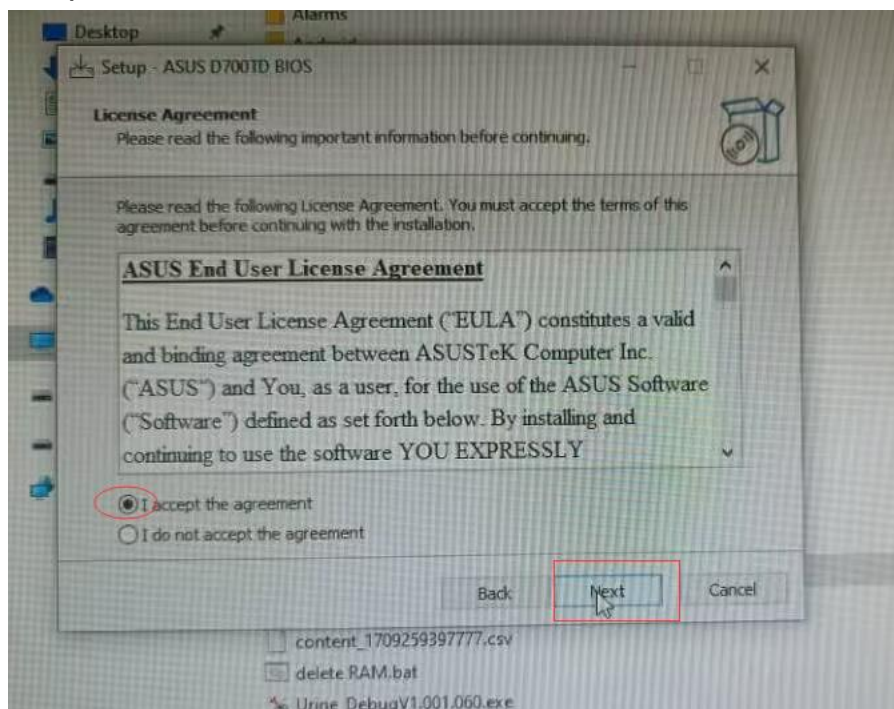 Alarms
Desktop
Setup - ASUS D700TD BIOS
License Agreement
Please read the following important information before continuing.
Please read the following License Agreement. You must accept the terms of this
agreement before continuing with the installation.
ASUS End User License Agreement
This End User License Agreement ("EULA") constitutes a valid
and binding agreement between ASUSTeK Computer Inc.
("ASUS") and You, as a user, for the use of the ASUS Software
("Software") defined as set forth below. By installing and
continuing to use the software YOU EXPRESSLY
I accept the agreement
I do not accept the agreement
Back Next Cancel
content_1709259397777.csv
delete RAM.bat
Urine_DebugV1.001.060.exe